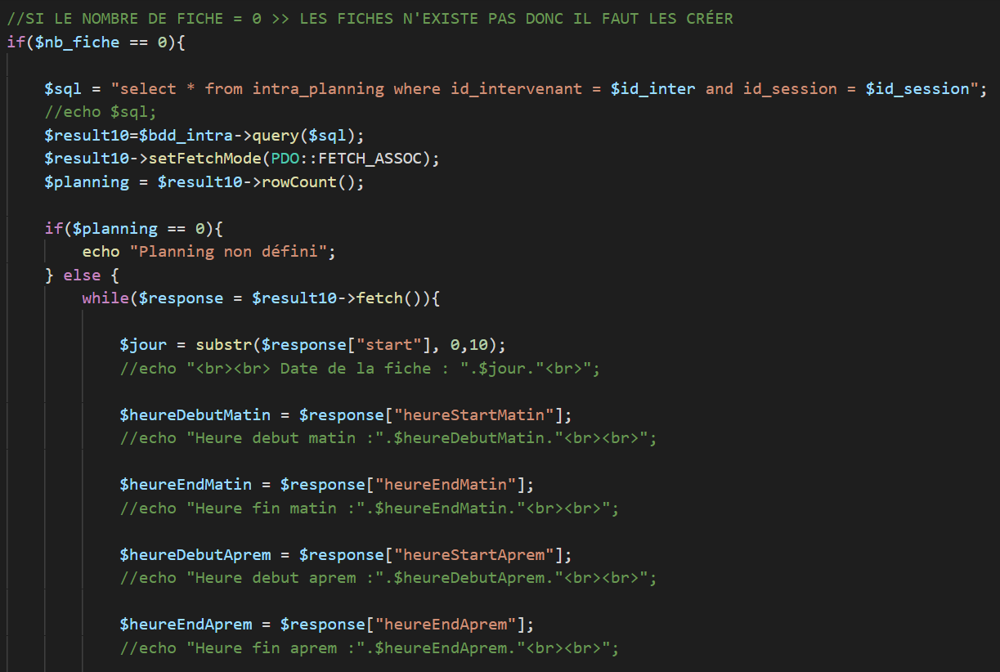 //SI LE NOMBRE DE FICHE = 0 >> LES FICHES N'EXISTE PAS DONC IL FAUT LES CRÉER
if($nb_fiche == 0){
$sql = "select * from intra_planning where id_intervenant = $id_inter and id_session = $id_session";
//echo $sql;
$result10=$bdd_intra->query($sql);
$result10->setFetchMode(PDO::FETCH_ASSOC);
$planning = $result10->rowCount();
if($planning == 0){
echo "Planning non défini";
} else {
while($response = $result10->fetch()){
$jour = substr($response["start"], 0,10);
//echo "<br><br> Date de la fiche : ".$jour."<br>";
$heureDebutMatin = $response["heureStartMatin"];
//echo "Heure debut matin :".$heureDebutMatin."<br><br>";
$heureEndMatin = $response["heureEndMatin"];
//echo "Heure fin matin :".$heureEndMatin."<br><br>";
$heureDebutAprem = $response["heureStartAprem"];
//echo "Heure debut aprem :".$heureDebutAprem."<br><br>";
$heureEndAprem = $response["heureEndAprem"];
//echo "Heure fin aprem :".$heureEndAprem."<br><br>";